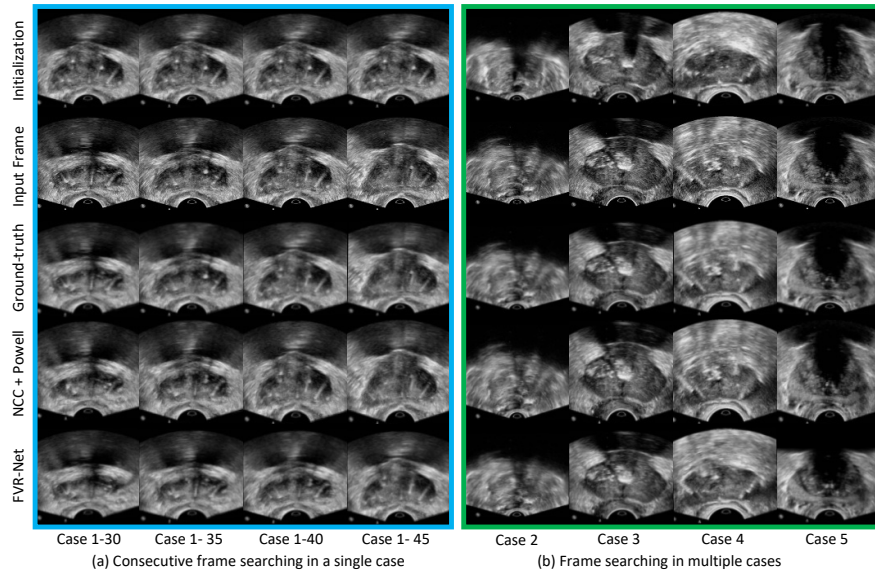 Initialization
Input Frame
Ground-truth
NCC + Powell
FVR-Net
Case 1-30 Case 1- 35 Case 1-40 Case 1- 45 Case 2 Case 3 Case 4 Case 5
(a) Consecutive frame searching in a single case (b) Frame searching in multiple cases